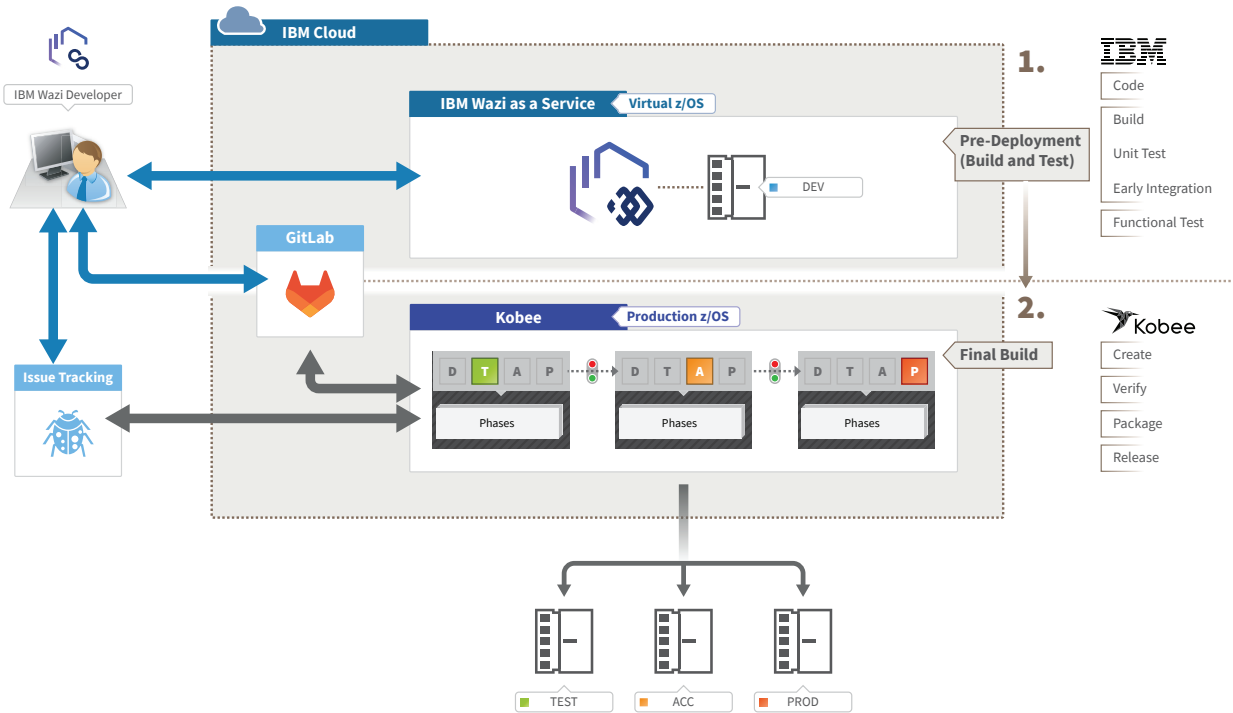 IBM Cloud
1.
IBM
IBM Wazi Developer
IBM Wazi as a Service
Virtual z/OS
Pre-Deployment
(Build and Test)
Code
Build
Unit Test
Early Integration
Functional Test
DEV
GitLab
2.
Kobee
Production z/OS
Final Build
Kobee
Create
Verify
Package
Release
Issue Tracking
D T A P
D T A P
D T A P
Phases
Phases
Phases
TEST
ACC
PROD